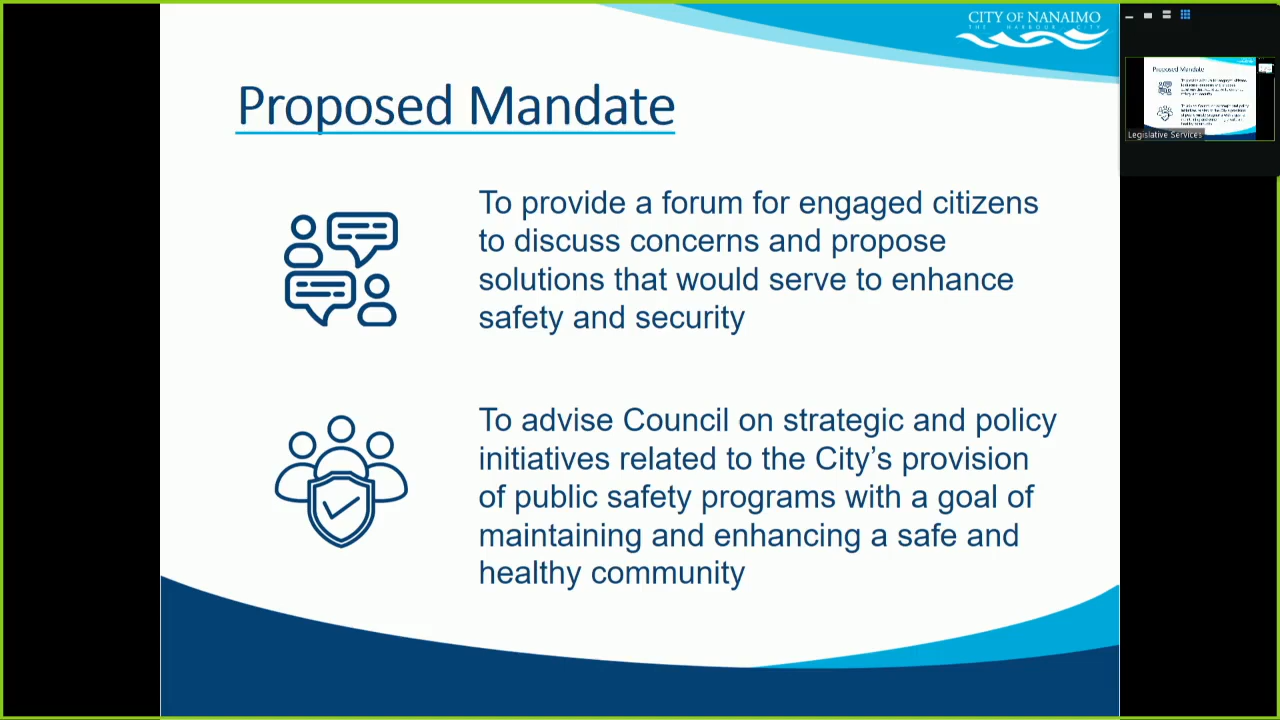 CITY OF NANAIMO
THE HARBOUR CITY
Proposed Mandate
To provide a forum for engaged citizens
to discuss concerns and propose
solutions that would serve to enhance
safety and security
To advise Council on strategic and policy
initiatives related to the City’s provision
of public safety programs with a goal of
maintaining and enhancing a safe and
healthy community
Proposed Mandate
Legislative Services